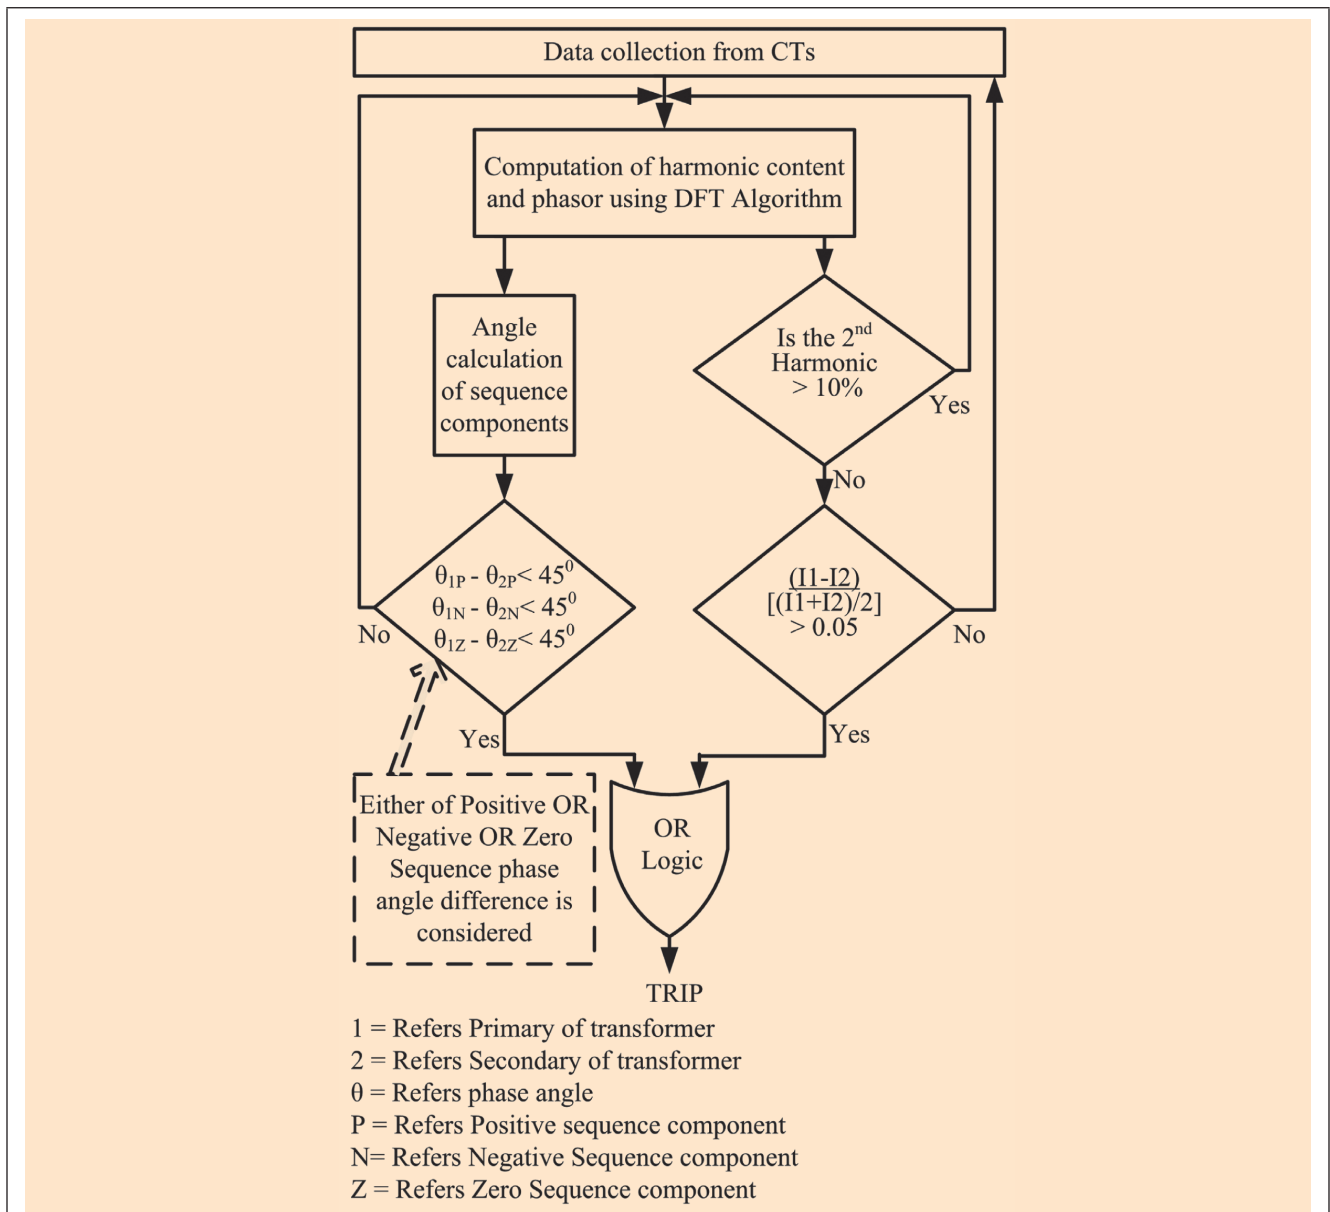 Data collection from CTs
Computation of harmonic content
and phasor using DFT Algorithm
Angle
calculation
of sequence
components
Is the 2nd
Harmonic
> 10%
Yes
No
θ1P - θ2P< 45⁰
θ1N - θ2N< 45⁰
θ1Z - θ2Z< 45⁰
No
Yes
(I1-I2)
[(I1+I2)/2]
> 0.05
No
Yes
Either of Positive OR
Negative OR Zero
Sequence phase
angle difference is
considered
OR
Logic
TRIP
1 = Refers Primary of transformer
2 = Refers Secondary of transformer
θ = Refers phase angle
P = Refers Positive sequence component
N= Refers Negative Sequence component
Z = Refers Zero Sequence component